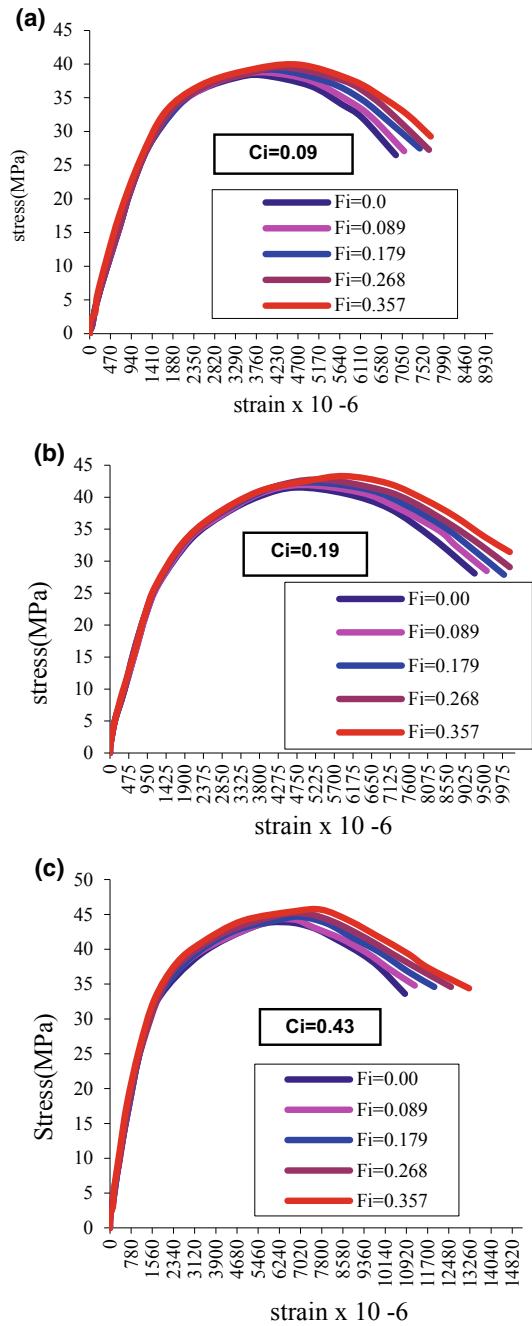 (a)
45
40
35
30
25
20
15
10
5
0
stress(MPa)
Ci=0.09
Fi=0.0
Fi=0.089
Fi=0.179
Fi=0.268
Fi=0.357
0 470 940 1410 1880 2350 2820 3290 3760 4230 4700 5170 5640 6110 6580 7050 7520 7990 8460 8930
strain x 10 -6
(b)
45
40
35
30
25
20
15
10
5
0
stress(MPa)
Ci=0.19
Fi=0.00
Fi=0.089
Fi=0.179
Fi=0.268
Fi=0.357
0 475 950 1425 1900 2375 2850 3325 3800 4275 4750 5225 5700 6175 6650 7125 7600 8075 8550 9025 9500 9975
strain x 10 -6
(c)
50
45
40
35
30
25
20
15
10
5
0
Stress(MPa)
Ci=0.43
Fi=0.00
Fi=0.089
Fi=0.179
Fi=0.268
Fi=0.357
0 780 1560 2340 3120 3900 4680 5460 6240 7020 7800 8580 9360 10140 10920 11700 12480 13260 14040 14820
strain x 10 -6